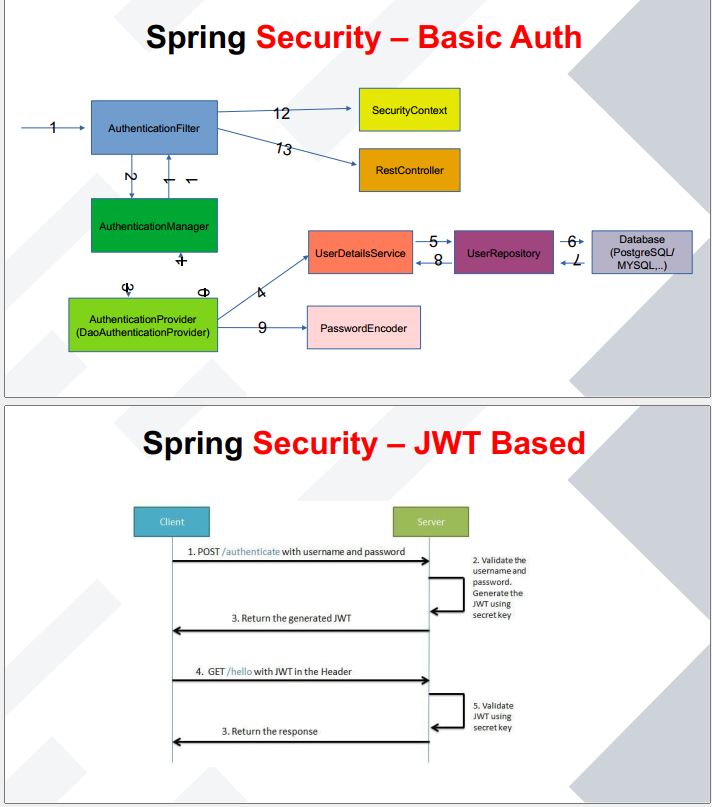 Spring Security – Basic Auth
1
AuthenticationFilter
12
SecurityContext
13
RestController
2
1
1
AuthenticationManager
4
UserDetailsService
5
8
UserRepository
6
7
Database
(PostgreSQL/
MYSQL,..)
3
AuthenticationProvider
(DaoAuthenticationProvider)
4
9
PasswordEncoder
Spring Security – JWT Based
Client
Server
1. POST /authenticate with username and password
2. Validate the
username and
password.
Generate the
JWT using
secret key
3. Return the generated JWT
4. GET /hello with JWT in the Header
5. Validate
JWT using
secret key
3. Return the response